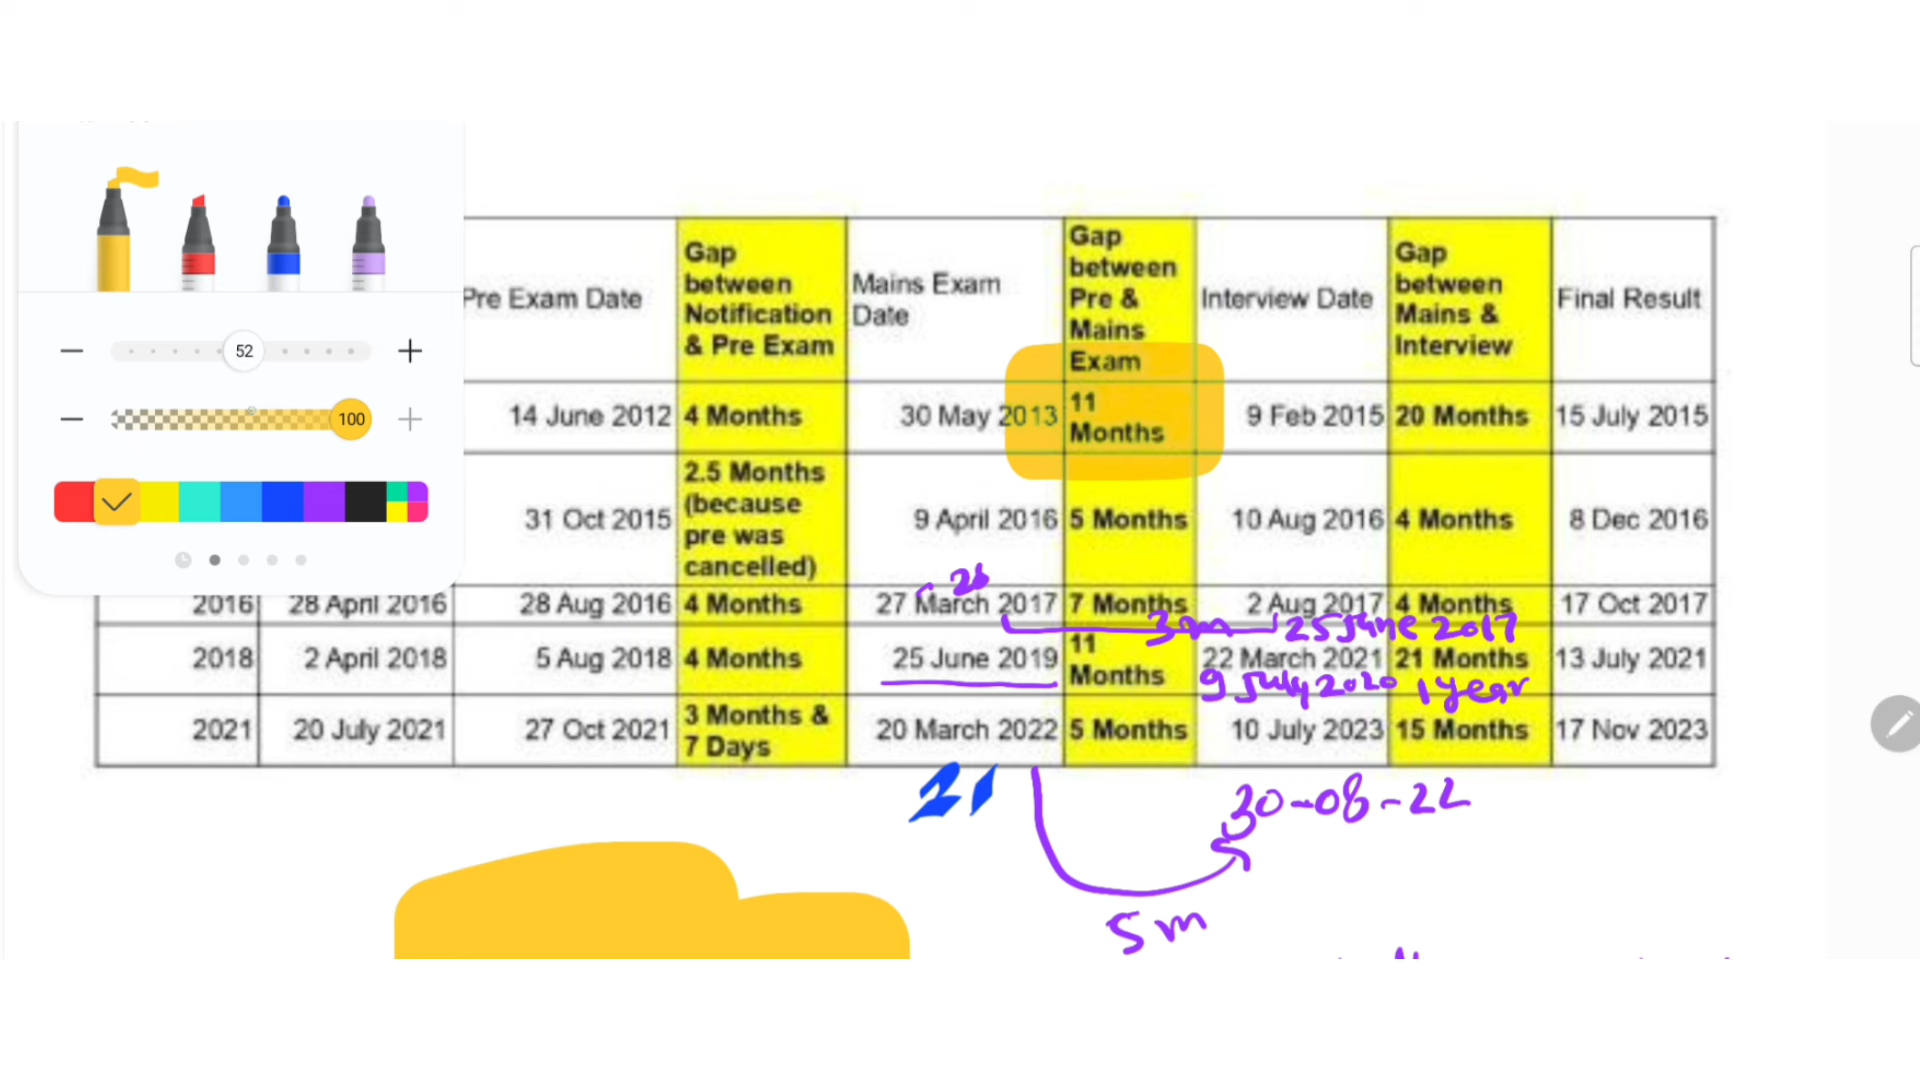 52
100
Pre Exam Date
Gap between Notification & Pre Exam
Mains Exam Date
Gap between Pre & Mains Exam
Interview Date
Gap between Mains & Interview
Final Result
14 June 2012 4 Months 30 May 2013 11 Months 9 Feb 2015 20 Months 15 July 2015
31 Oct 2015 2.5 Months (because pre was cancelled) 9 April 2016 5 Months 10 Aug 2016 4 Months 8 Dec 2016
26
2016 28 April 2016 28 Aug 2016 4 Months 27 March 2017 7 Months 2 Aug 2017 4 Months 17 Oct 2017
3m 25 June 2017
2018 2 April 2018 5 Aug 2018 4 Months 25 June 2019 11 Months 22 March 2021 21 Months 13 July 2021
9 July 2020 1 year
2021 20 July 2021 27 Oct 2021 3 Months & 7 Days 20 March 2022 5 Months 10 July 2023 15 Months 17 Nov 2023
21
30-08-22
5 m